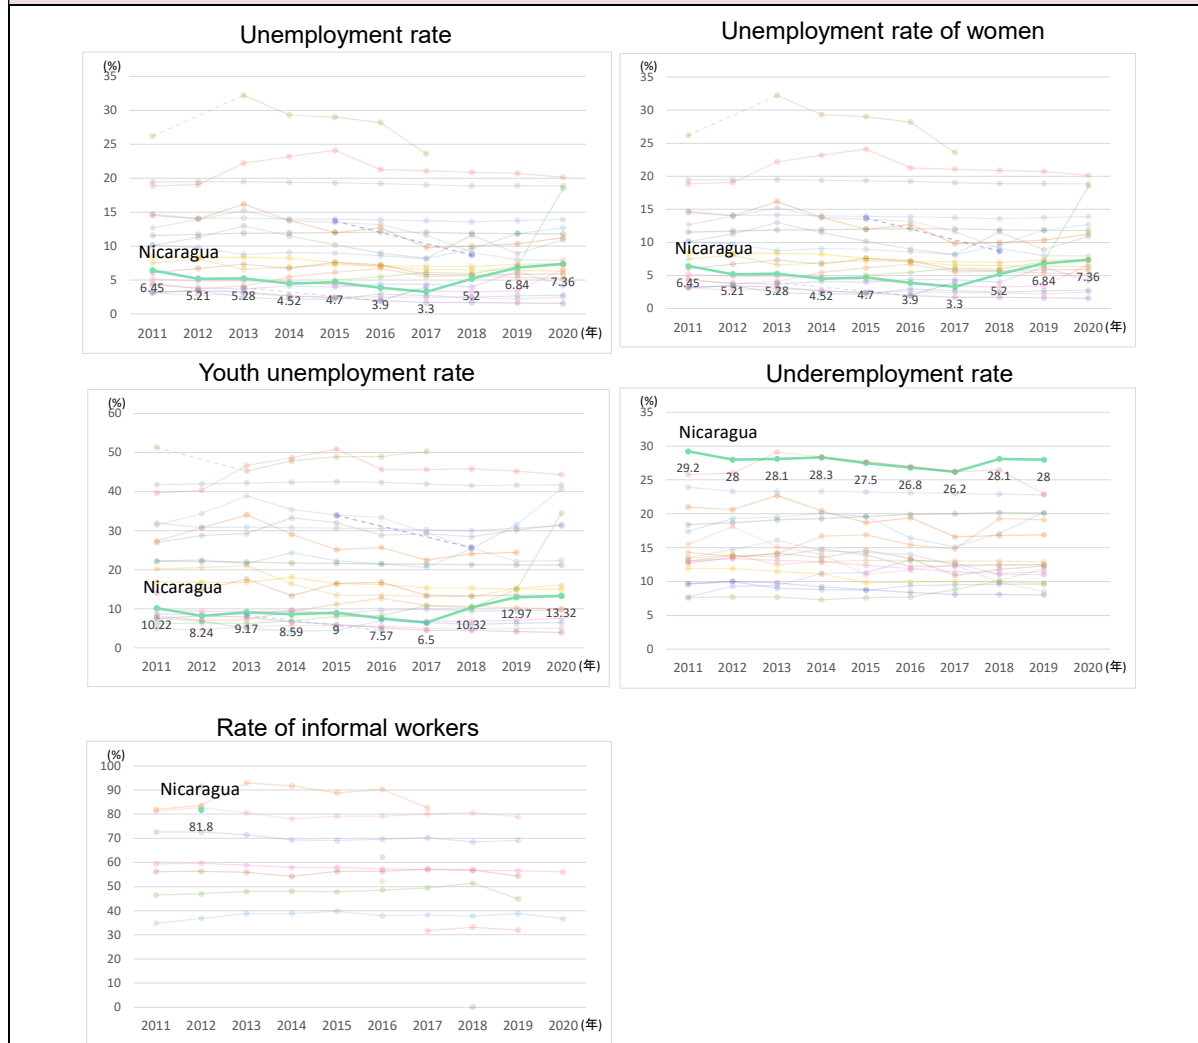 Unemployment rate
(%)
35
30
25
20
15
10
5
0
Nicaragua
6.45 5.21 5.28 4.52 4.7 3.9 3.3 5.2 6.84 7.36
2011 2012 2013 2014 2015 2016 2017 2018 2019 2020 (年)
Unemployment rate of women
(%)
35
30
25
20
15
10
5
0
Nicaragua
6.45 5.21 5.28 4.52 4.7 3.9 3.3 5.2 6.84 7.36
2011 2012 2013 2014 2015 2016 2017 2018 2019 2020 (年)
Youth unemployment rate
(%)
60
50
40
30
20
10
0
Nicaragua
10.22 8.24 9.17 8.59 9 7.57 6.5 10.32 12.97 13.32
2011 2012 2013 2014 2015 2016 2017 2018 2019 2020 (年)
Underemployment rate
(%)
35
30
25
20
15
10
5
0
Nicaragua
29.2 28 28.1 28.3 27.5 26.8 26.2 28.1 28
2011 2012 2013 2014 2015 2016 2017 2018 2019 2020 (年)
Rate of informal workers
(%)
100
90
80
70
60
50
40
30
20
10
0
Nicaragua
81.8
2011 2012 2013 2014 2015 2016 2017 2018 2019 2020 (年)